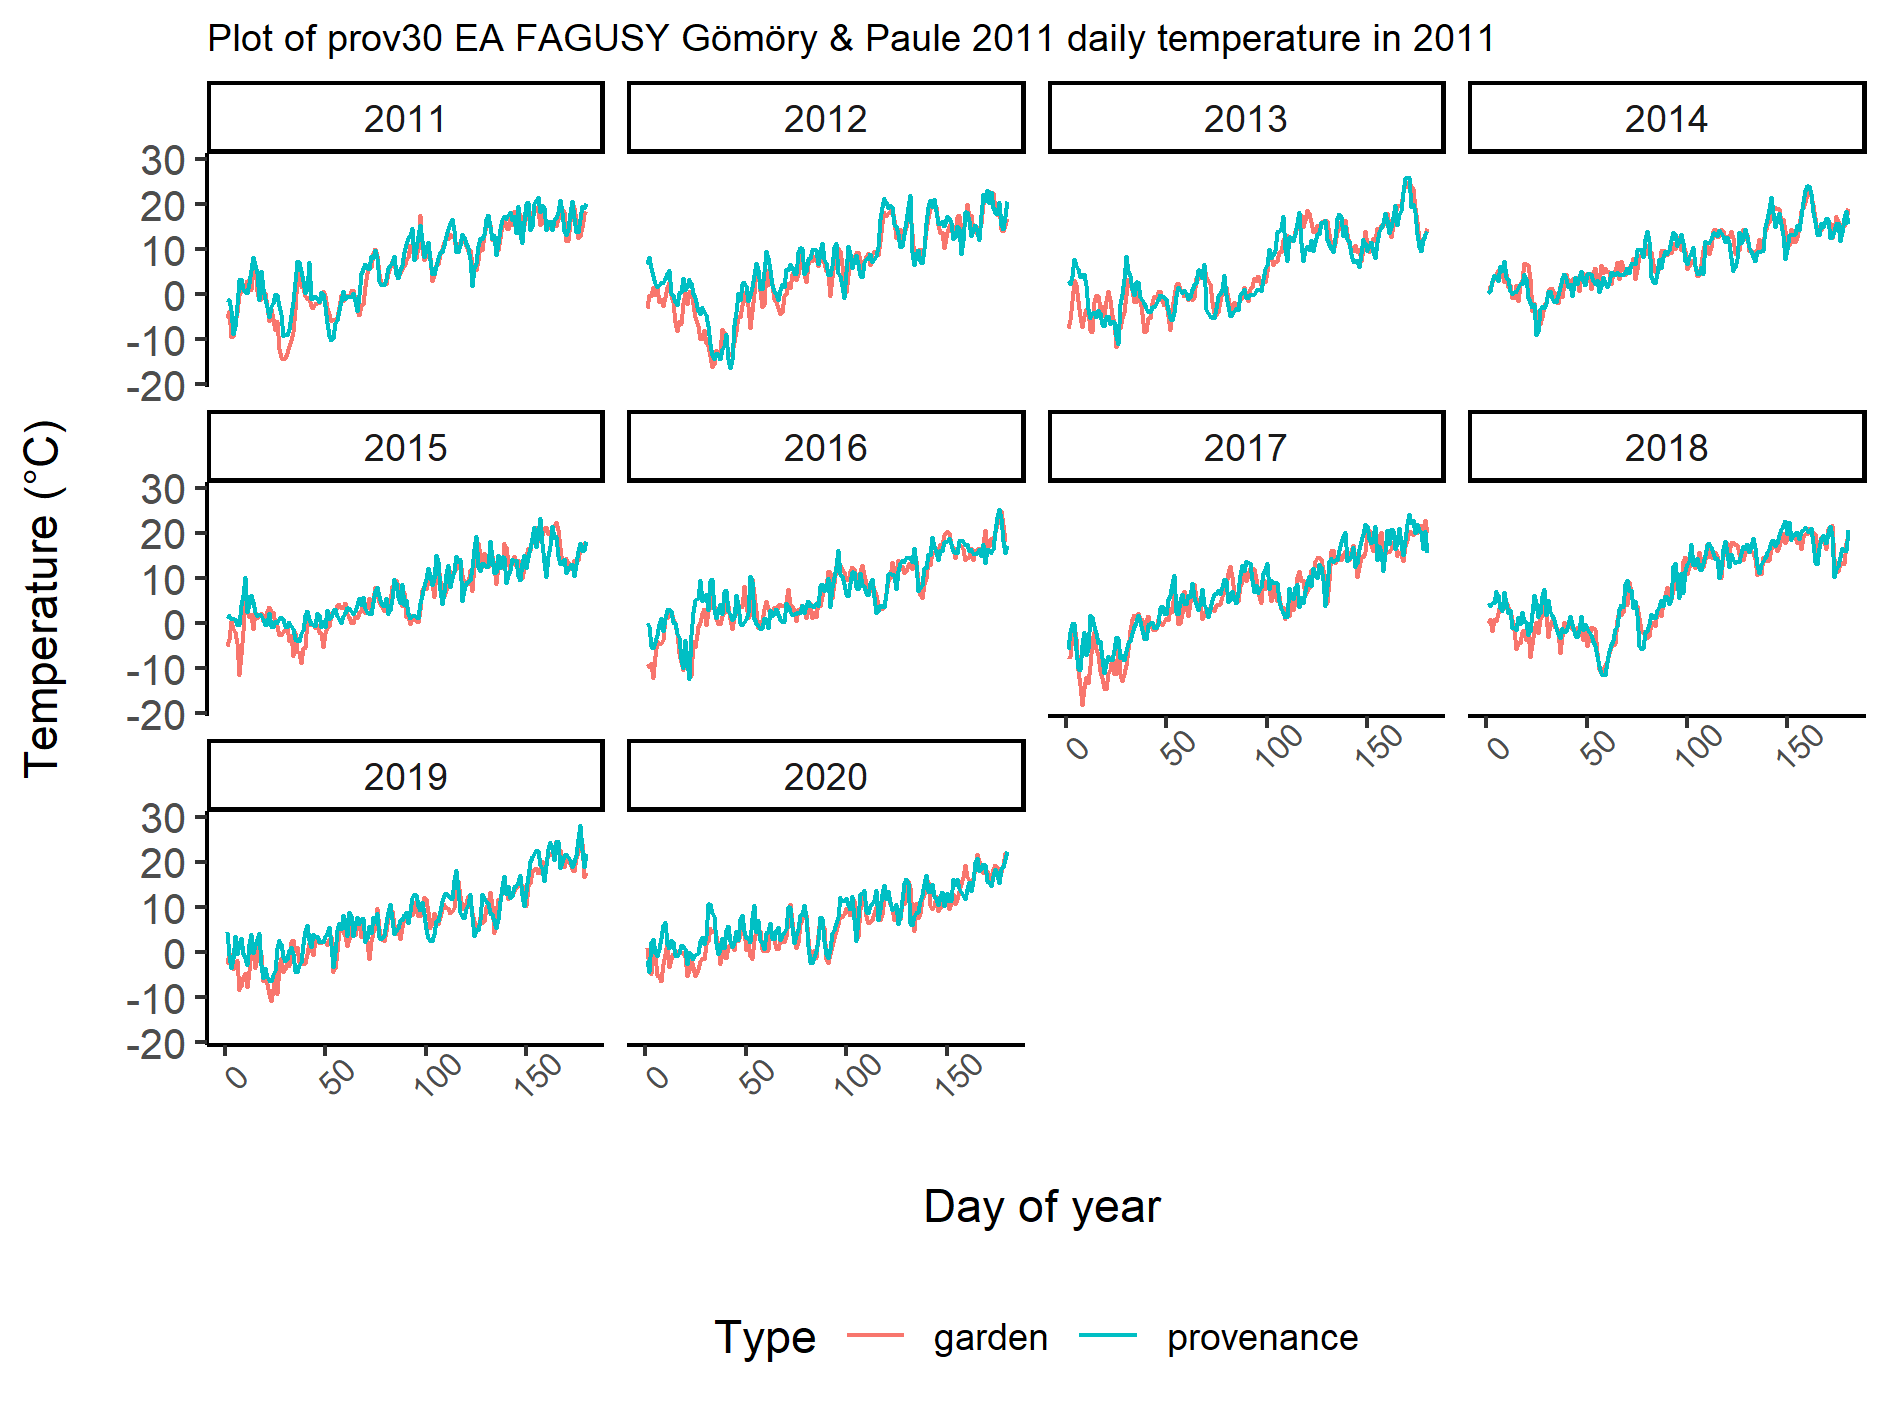 Plot of prov30 EA FAGUSY Gömöry & Paule 2011 daily temperature in 2011
2011 2012 2013 2014
30
20
10
0
-10
-20
2015 2016 2017 2018
30
20
10
0
-10
-20
0 50 100 150 0 50 100 150
2019 2020
30
20
10
0
-10
-20
0 50 100 150 0 50 100 150
Temperature (°C)
Day of year
Type garden provenance